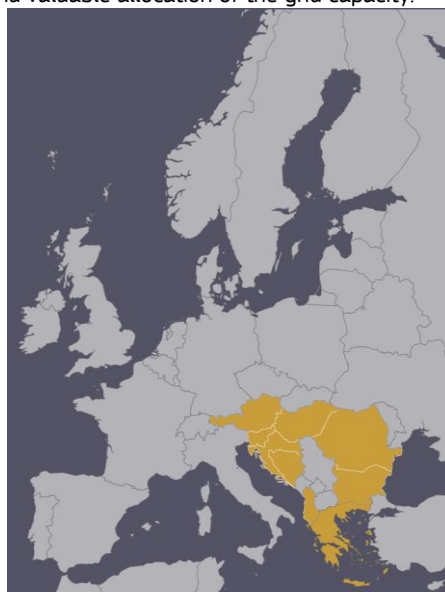 valuable allocation of the grid capacity.